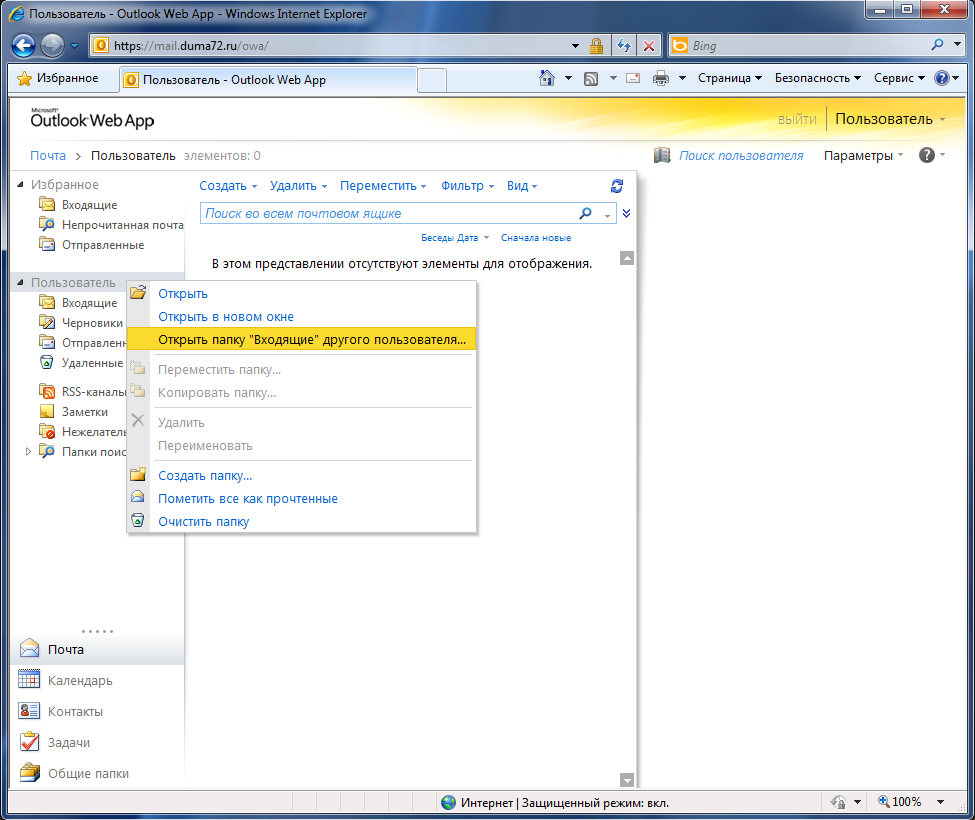 Пользователь - Outlook Web App - Windows Internet Explorer
https://mail.duma72.ru/owa/
Bing
Избранное
Пользователь - Outlook Web App
Страница
Безопасность
Сервис
Microsoft®
Outlook Web App
выйти
Пользователь
Почта > Пользователь элементов: 0
Поиск пользователя
Параметры
Избранное
Входящие
Непрочитанная почта
Отправленные
Создать Удалить Переместить Фильтр Вид
Поиск во всем почтовом ящике
Беседы Дата Сначала новые
В этом представлении отсутствуют элементы для отображения.
Пользователь
Входящие
Черновики
Отправлен
Удаленные
RSS-каналы
Заметки
Нежелатель
Папки поис
Открыть
Открыть в новом окне
Открыть папку "Входящие" другого пользователя...
Переместить папку...
Копировать папку...
Удалить
Переименовать
Создать папку...
Пометить все как прочтенные
Очистить папку
Почта
Календарь
Контакты
Задачи
Общие папки
Интернет | Защищенный режим: вкл.
100%